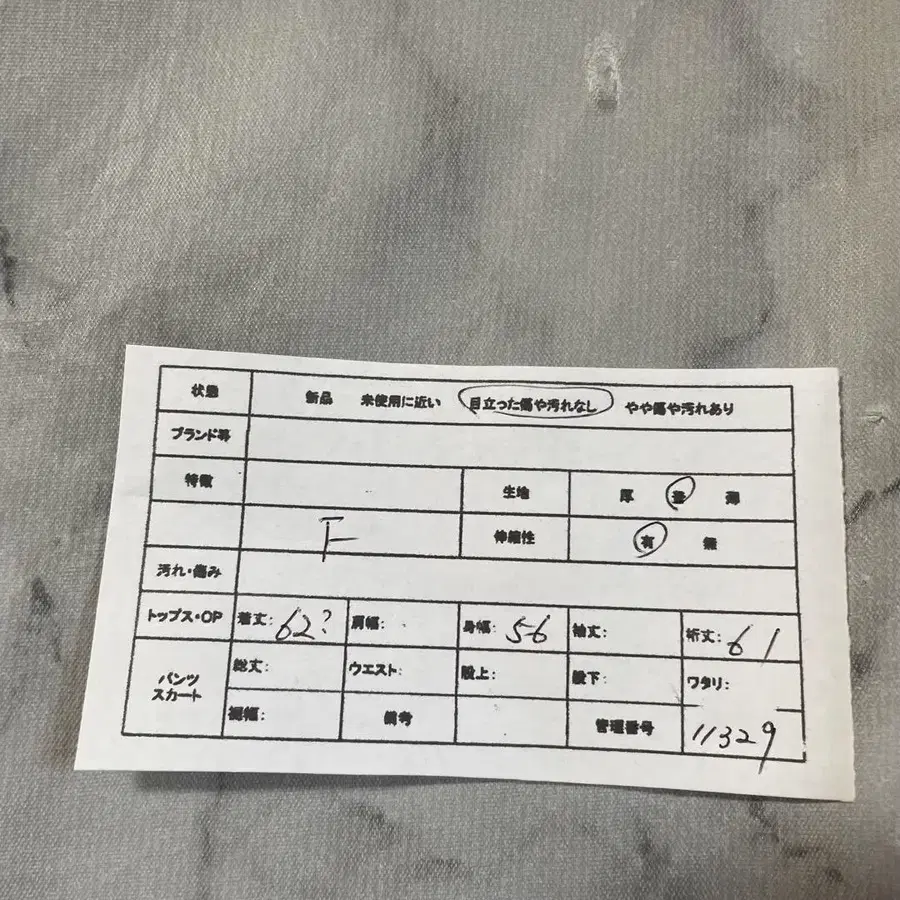 状態 新品 未使用に近い 目立った傷や汚れなし やや傷や汚れあり
ブランド等
特徴 生地 厚 普 薄
F 伸縮性 有 無
汚れ・傷み
トップス・OP 着丈: 62? 肩幅: 身幅: 56 袖丈: 裄丈: 61
パンツ スカート 総丈: ウエスト: 股上: 股下: ワタリ:
裾幅: 備考 管理番号 11329